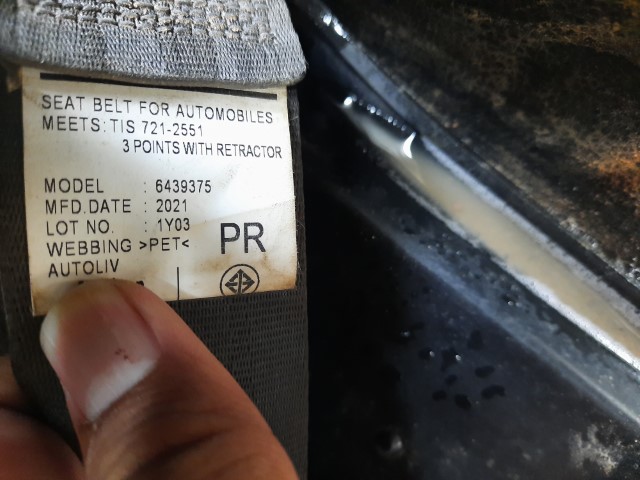 SEAT BELT FOR AUTOMOBILES
MEETS: TIS 721-2551
3 POINTS WITH RETRACTOR
MODEL : 6439375
MFD.DATE : 2021
LOT NO. : 1Y03
WEBBING >PET< PR
AUTOLIV